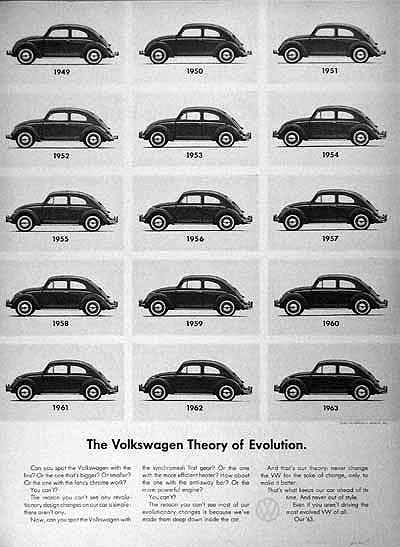 1949 1950 1951
1952 1953 1954
1955 1956 1957
1958 1959 1960
1961 1962 1963
The Volkswagen Theory of Evolution.
Can you spot the Volkswagen with the
fins? Or the one that's bigger? Or smaller?
Or the one with the fancy chrome work?
You can't?
The reason you can't see any revolu-
tionary design changes on our car is simple:
there aren't any.
Now, can you spot the Volkswagen with
the synchromesh first gear? Or the one
with the more efficient heater? How about
the one with the anti-sway bar? Or the
more powerful engine?
You can't?
The reason you can't see most of our
evolutionary changes is because we've
made them deep down inside the car.
And that's our theory: never change
the VW for the sake of change, only to
make it better.
That's what keeps our car ahead of its
time. And never out of style.
Even if you aren't driving the
most evolved VW of all.
Our '63.